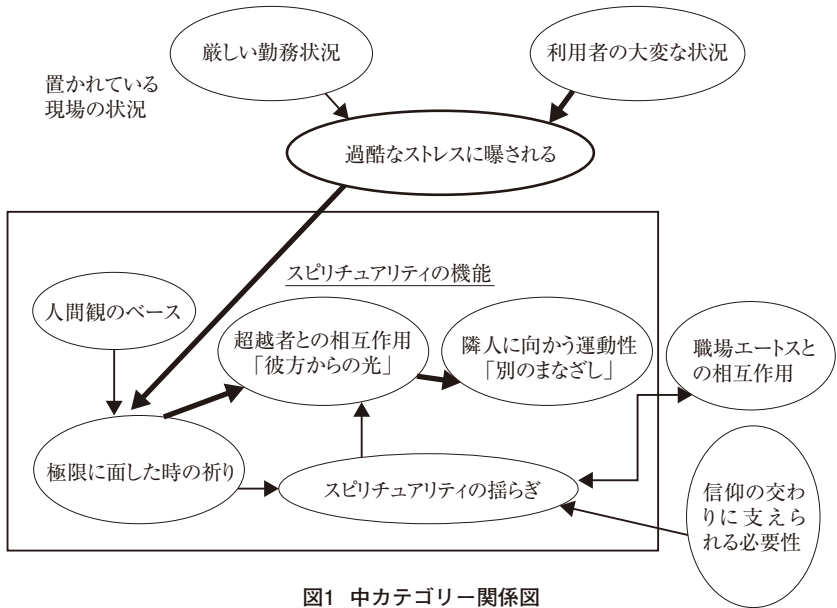 厳しい勤務状況
利用者の大変な状況
置かれている
現場の状況
過酷なストレスに曝される
スピリチュアリティの機能
人間観のベース
超越者との相互作用
「彼方からの光」
隣人に向かう運動性
「別のまなざし」
職場エートスと
の相互作用
極限に面した時の祈り
スピリチュアリティの揺らぎ
信仰の交わ
りに支えら
れる必要性
図1 中カテゴリー関係図